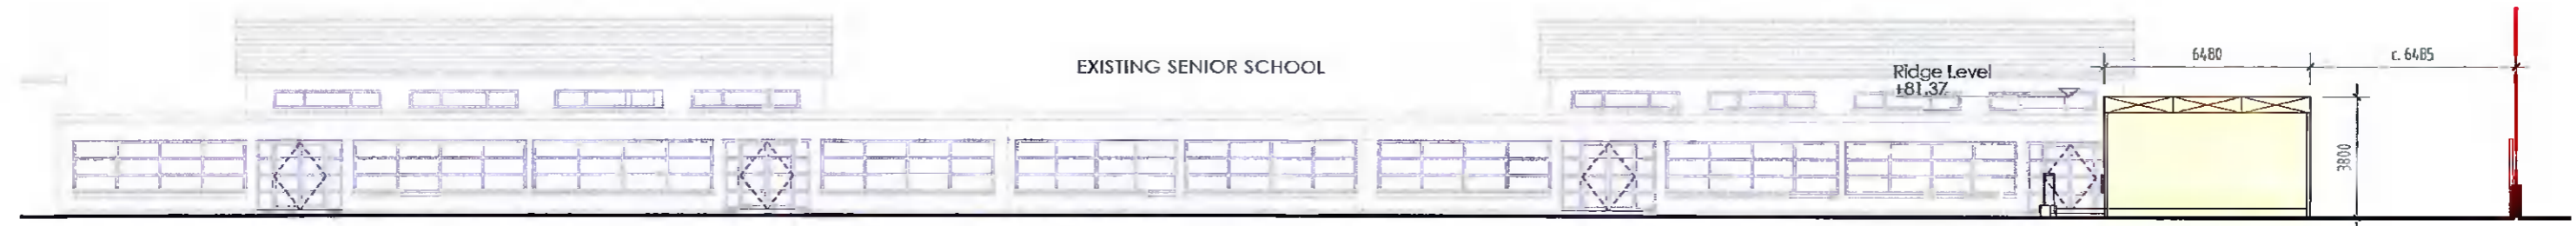 EXISTING SENIOR SCHOOL
Ridge Level
+81.37
6480
c. 6485
3800